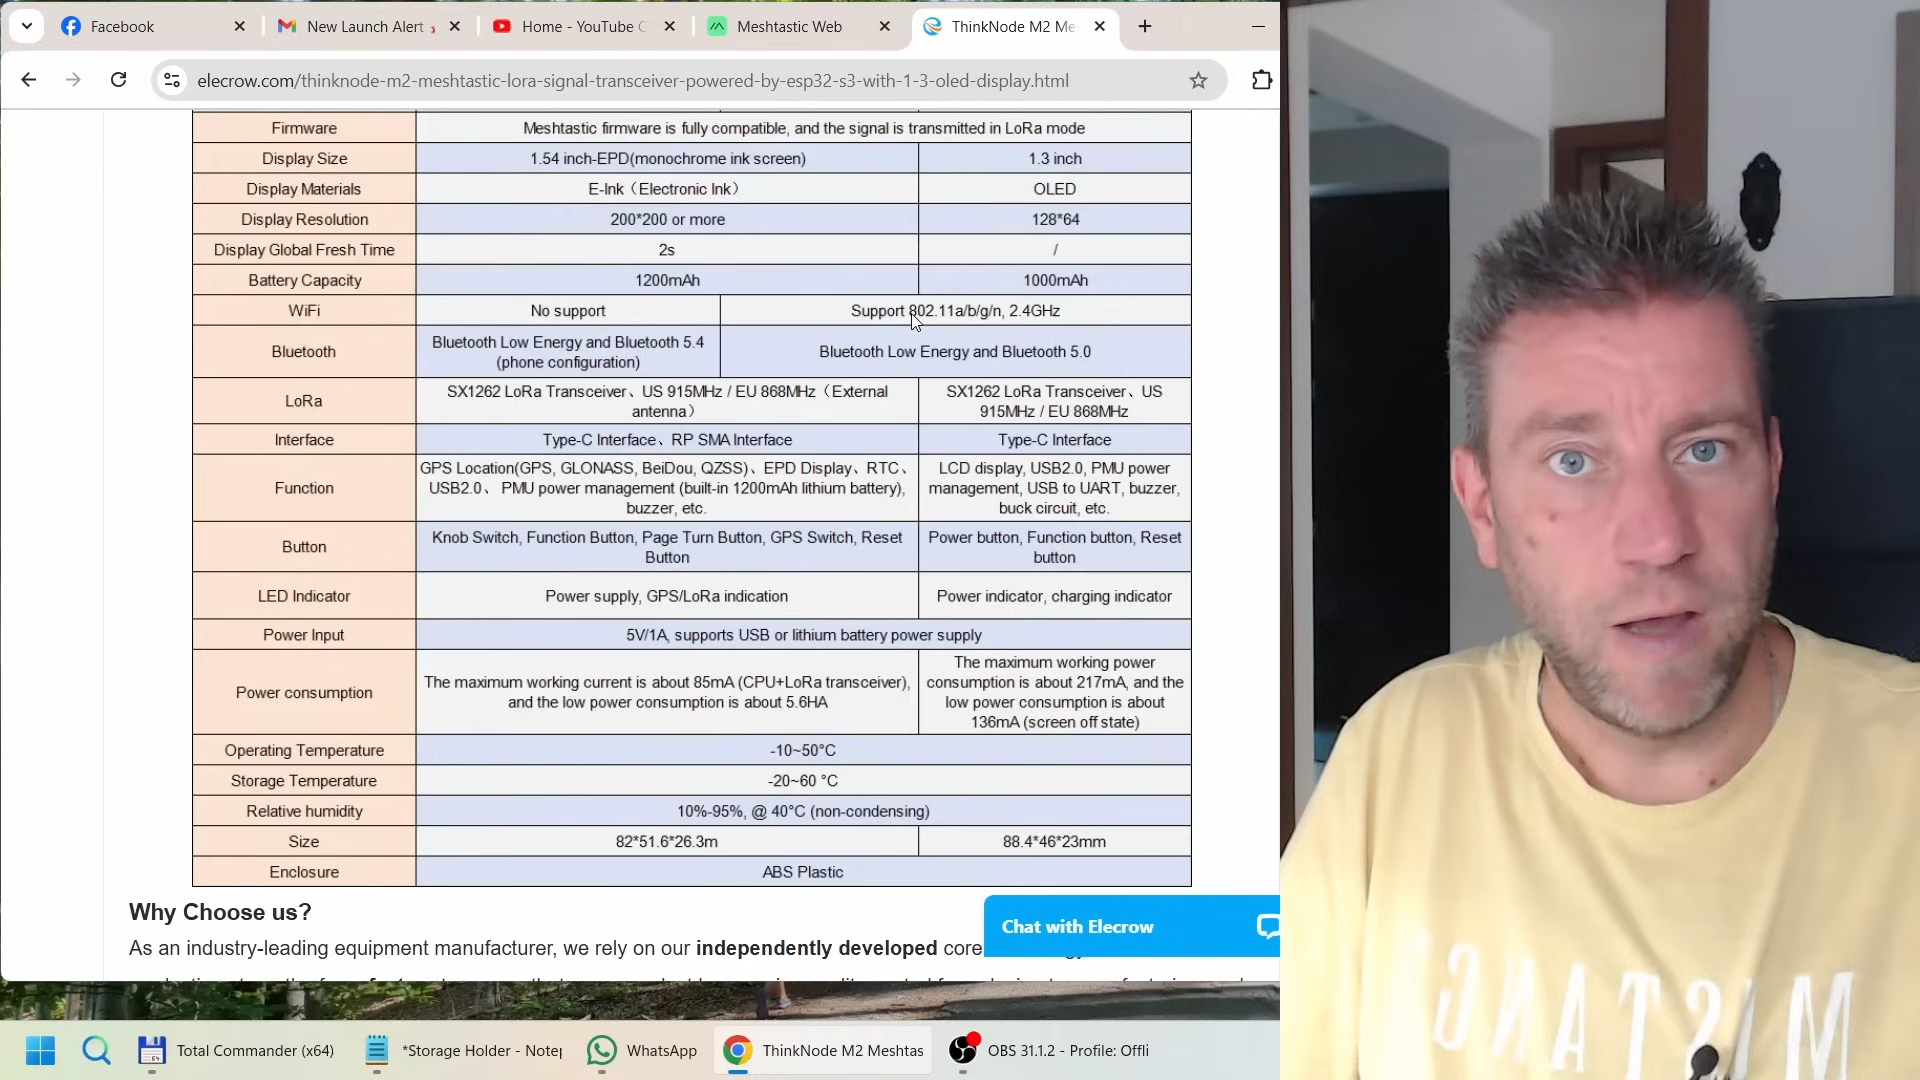 Facebook
New Launch Alert
Home - YouTube
Meshtastic Web
ThinkNode M2 Me
elecrow.com/thinknode-m2-meshtastic-lora-signal-transceiver-powered-by-esp32-s3-with-1-3-oled-display.html
Firmware
Meshtastic firmware is fully compatible, and the signal is transmitted in LoRa mode
Display Size
1.54 inch-EPD(monochrome ink screen)
1.3 inch
Display Materials
E-Ink（Electronic Ink）
OLED
Display Resolution
200*200 or more
128*64
Display Global Fresh Time
2s
/
Battery Capacity
1200mAh
1000mAh
WiFi
No support
Support 802.11a/b/g/n, 2.4GHz
Bluetooth
Bluetooth Low Energy and Bluetooth 5.4
(phone configuration)
Bluetooth Low Energy and Bluetooth 5.0
LoRa
SX1262 LoRa Transceiver、US 915MHz / EU 868MHz（External
antenna）
SX1262 LoRa Transceiver、US
915MHz / EU 868MHz
Interface
Type-C Interface、RP SMA Interface
Type-C Interface
Function
GPS Location(GPS, GLONASS, BeiDou, QZSS)、EPD Display、RTC、
USB2.0、 PMU power management (built-in 1200mAh lithium battery),
buzzer, etc.
LCD display, USB2.0, PMU power
management, USB to UART, buzzer,
buck circuit, etc.
Button
Knob Switch, Function Button, Page Turn Button, GPS Switch, Reset
Button
Power button, Function button, Reset
button
LED Indicator
Power supply, GPS/LoRa indication
Power indicator, charging indicator
Power Input
5V/1A, supports USB or lithium battery power supply
Power consumption
The maximum working current is about 85mA (CPU+LoRa transceiver),
and the low power consumption is about 5.6HA
The maximum working power
consumption is about 217mA, and the
low power consumption is about
136mA (screen off state)
Operating Temperature
-10~50°C
Storage Temperature
-20~60 °C
Relative humidity
10%-95%, @ 40°C (non-condensing)
Size
82*51.6*26.3m
88.4*46*23mm
Enclosure
ABS Plastic
Why Choose us?
As an industry-leading equipment manufacturer, we rely on our independently developed core
Chat with Elecrow
MUSTANG
Total Commander (x64)
*Storage Holder - Notep
WhatsApp
ThinkNode M2 Meshtas
OBS 31.1.2 - Profile: Offli